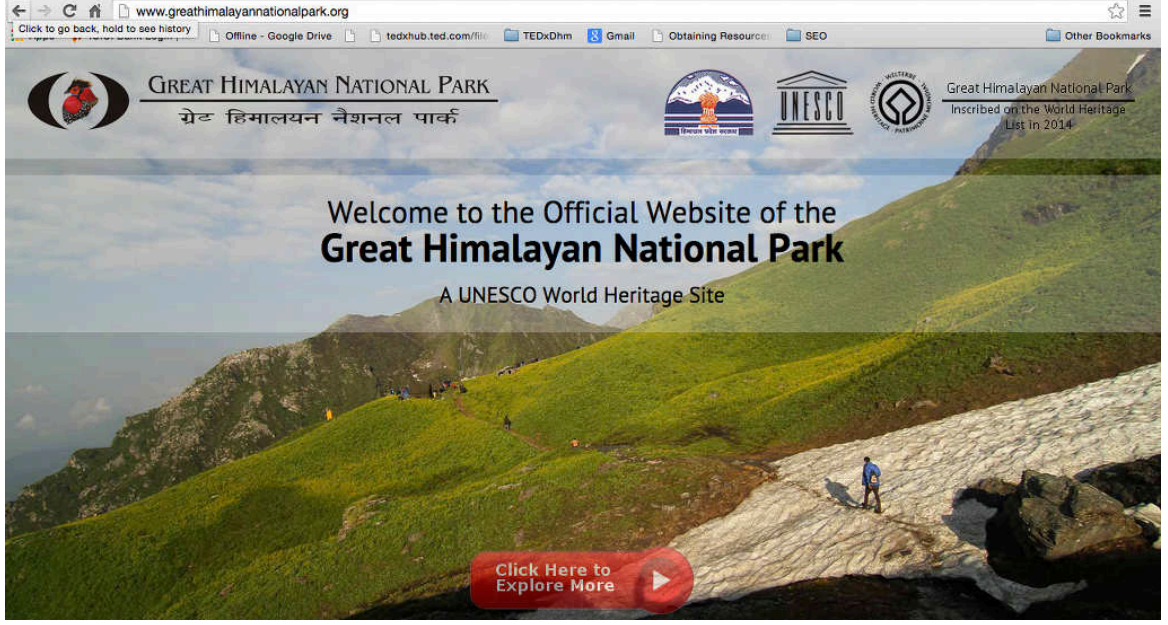 www.greathimalayannationalpark.org
Click to go back, hold to see history
Offline - Google Drive tedxhub.ted.com/file TEDxDhm Gmail Obtaining Resource SEO Other Bookmarks
GREAT HIMALAYAN NATIONAL PARK
ग्रेट हिमालयन नैशनल पार्क
UNESCO
Great Himalayan National Park
Inscribed on the World Heritage
List in 2014
Welcome to the Official Website of the
Great Himalayan National Park
A UNESCO World Heritage Site
Click Here to
Explore More